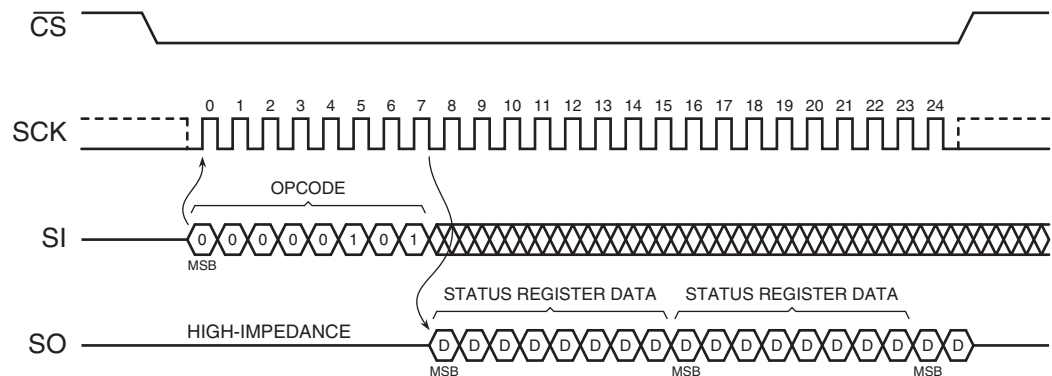 C̅S̅
0 1 2 3 4 5 6 7 8 9 10 11 12 13 14 15 16 17 18 19 20 21 22 23 24
SCK
OPCODE
SI 0 0 0 0 0 1 0 1
MSB
STATUS REGISTER DATA STATUS REGISTER DATA
HIGH-IMPEDANCE
SO D D D D D D D D D D D D D D D D D D
MSB MSB MSB